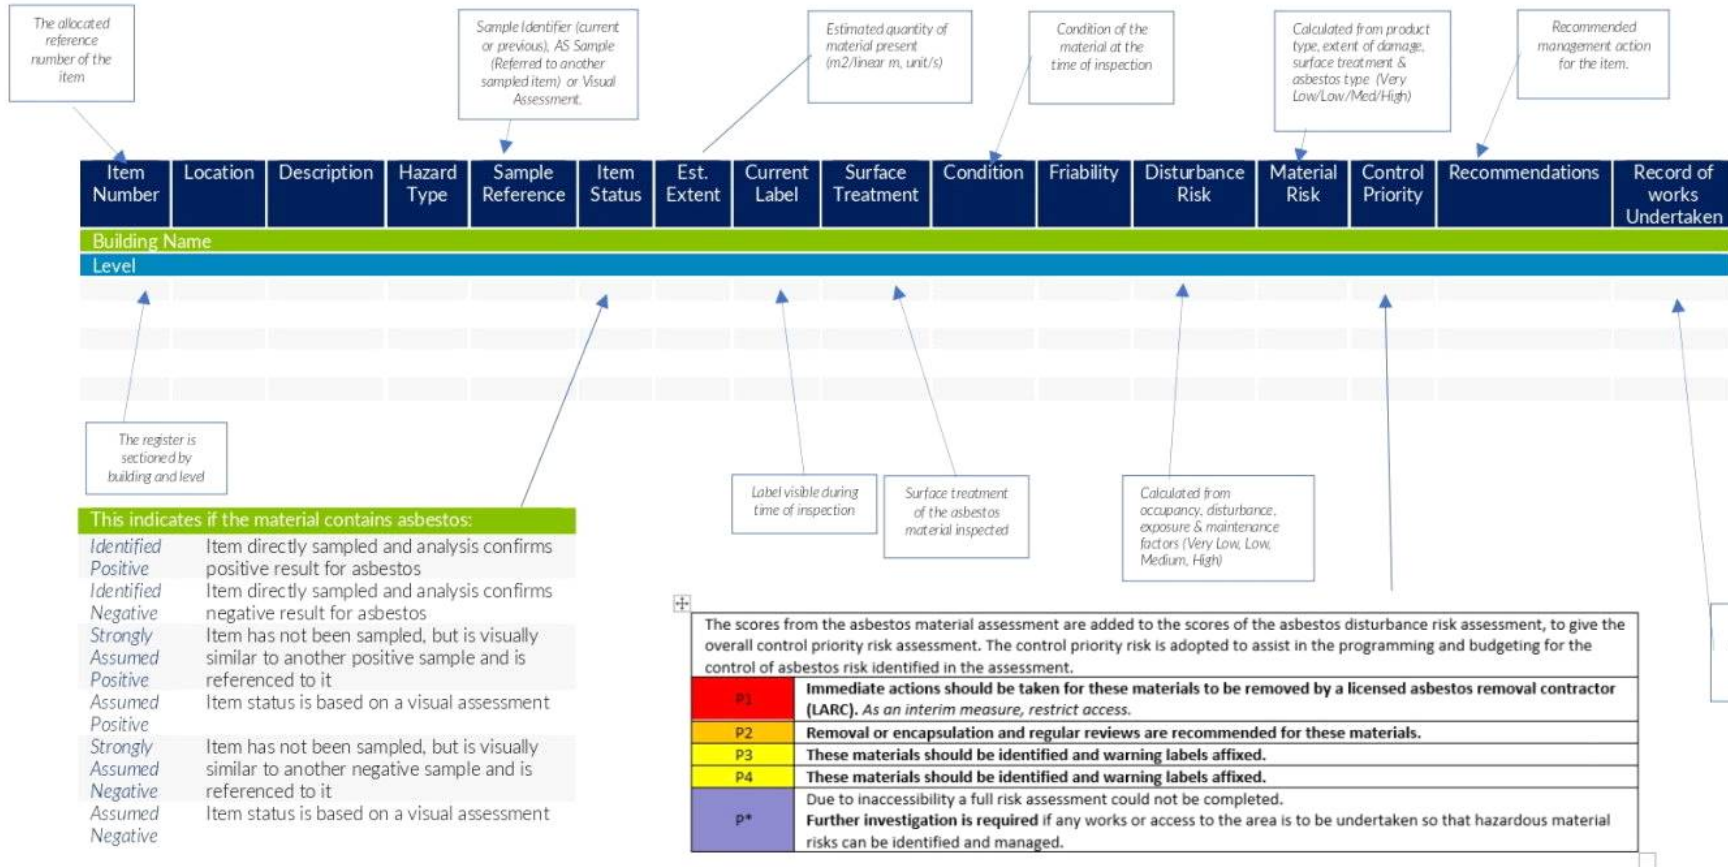 The allocated
reference
number of the
item
Sample Identifier (current
or previous), AS Sample
(Referred to another
sampled item) or Visual
Assessment.
Estimated quantity of
material present
(m2/linear m, unit/s)
Condition of the
material at the
time of inspection
Calculated from product
type, extent of damage,
surface treatment &
asbestos type (Very
Low/Low/Med/High)
Recommended
management action
for the item.
Item Number
Location
Description
Hazard Type
Sample Reference
Item Status
Est. Extent
Current Label
Surface Treatment
Condition
Friability
Disturbance Risk
Material Risk
Control Priority
Recommendations
Record of works Undertaken
Building Name
Level
The register is
sectioned by
building and level
Label visible during
time of inspection
Surface treatment
of the asbestos
material inspected
Calculated from
occupancy, disturbance,
exposure & maintenance
factors (Very Low, Low,
Medium, High)
This indicates if the material contains asbestos:
Identified Item directly sampled and analysis confirms
Positive positive result for asbestos
Identified Item directly sampled and analysis confirms
Negative negative result for asbestos
Strongly Item has not been sampled, but is visually
Assumed similar to another positive sample and is
Positive referenced to it
Assumed Item status is based on a visual assessment
Positive
Strongly Item has not been sampled, but is visually
Assumed similar to another negative sample and is
Negative referenced to it
Assumed Item status is based on a visual assessment
Negative
The scores from the asbestos material assessment are added to the scores of the asbestos disturbance risk assessment, to give the
overall control priority risk assessment. The control priority risk is adopted to assist in the programming and budgeting for the
control of asbestos risk identified in the assessment.
P1 Immediate actions should be taken for these materials to be removed by a licensed asbestos removal contractor
(LARC). As an interim measure, restrict access.
P2 Removal or encapsulation and regular reviews are recommended for these materials.
P3 These materials should be identified and warning labels affixed.
P4 These materials should be identified and warning labels affixed.
Due to inaccessibility a full risk assessment could not be completed.
P* Further investigation is required if any works or access to the area is to be undertaken so that hazardous material
risks can be identified and managed.